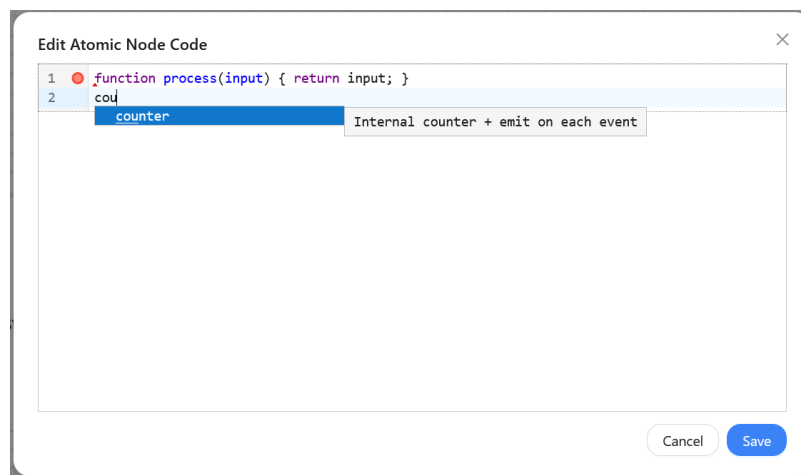 Edit Atomic Node Code
1 function process(input) { return input; }
2 cou
counter
Internal counter + emit on each event
Cancel
Save